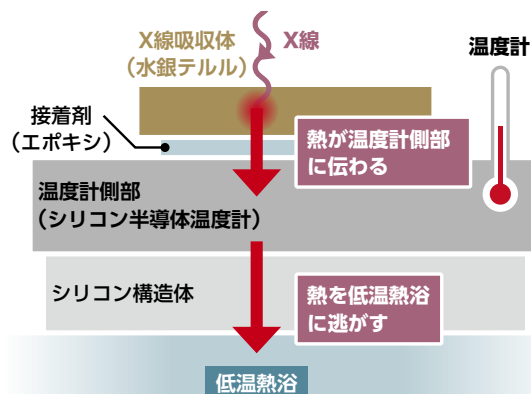 X線吸収体
(水銀テルル)
X線
温度計
接着剤
(エポキシ)
熱が温度計側部
に伝わる
温度計側部
(シリコン半導体温度計)
シリコン構造体
熱を低温熱浴
に逃がす
低温熱浴